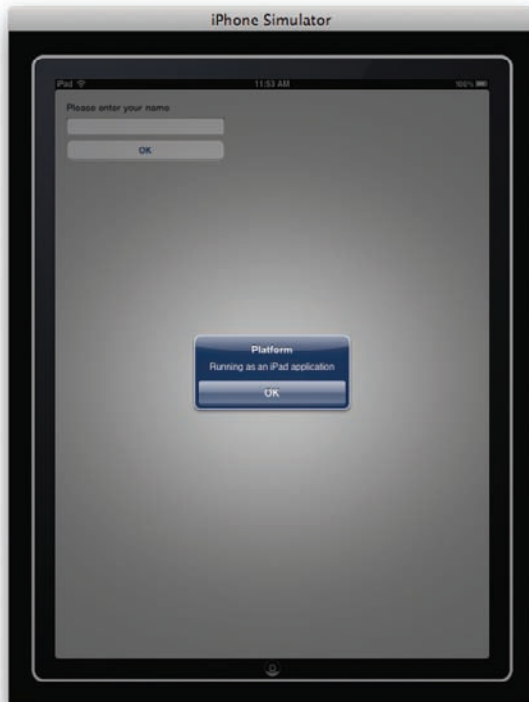 iPhone Simulator
iPad 11:53 AM 100%
Please enter your name
OK
Platform
Running as an iPad application
OK